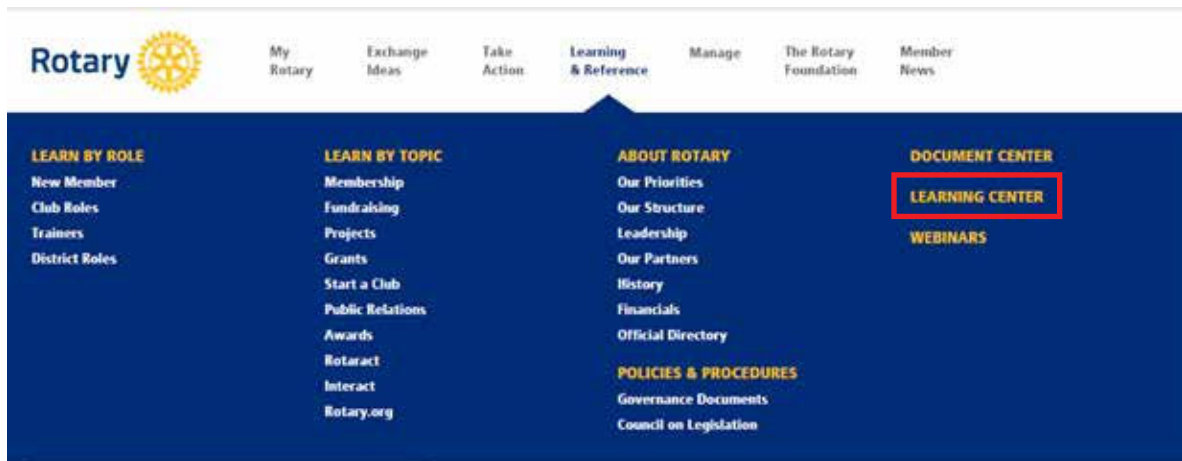 Rotary
My
Rotary
Exchange
Ideas
Take
Action
Learning
& Reference
Manage
The Rotary
Foundation
Member
News
LEARN BY ROLE
New Member
Club Roles
Trainers
District Roles
LEARN BY TOPIC
Membership
Fundraising
Projects
Grants
Start a Club
Public Relations
Awards
Rotaract
Interact
Rotary.org
ABOUT ROTARY
Our Priorities
Our Structure
Leadership
Our Partners
History
Financials
Official Directory
POLICIES & PROCEDURES
Governance Documents
Council on Legislation
DOCUMENT CENTER
LEARNING CENTER
WEBINARS